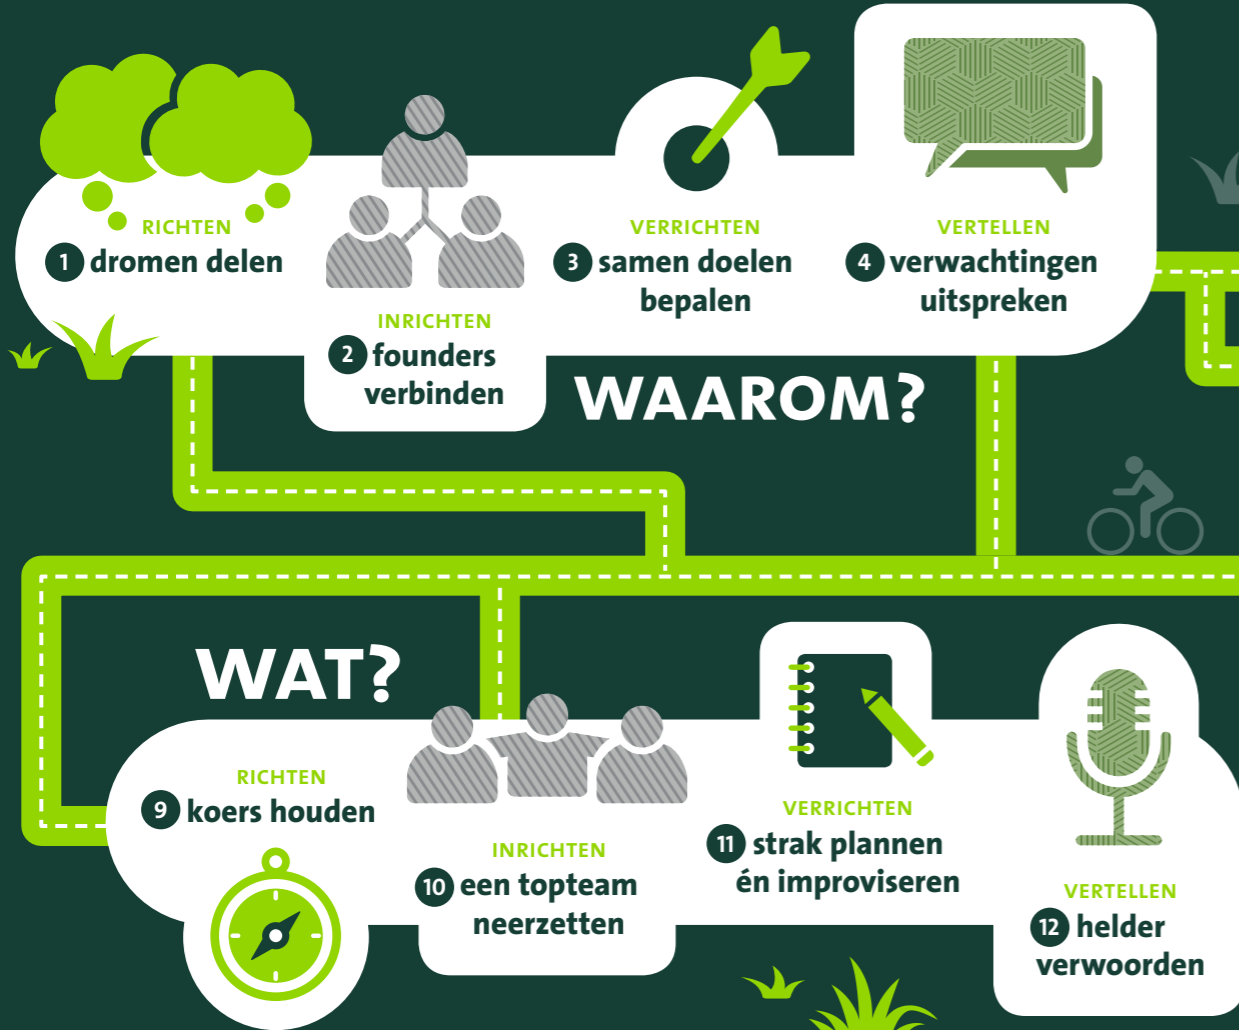 RICHTEN
1 dromen delen
INRICHTEN
2 founders
verbinden
VERRICHTEN
3 samen doelen
bepalen
VERTELLEN
4 verwachtingen
uitspreken
WAAROM?
WAT?
RICHTEN
9 koers houden
INRICHTEN
10 een topteam
neerzetten
VERRICHTEN
11 strak plannen
én improviseren
VERTELLEN
12 helder
verwoorden